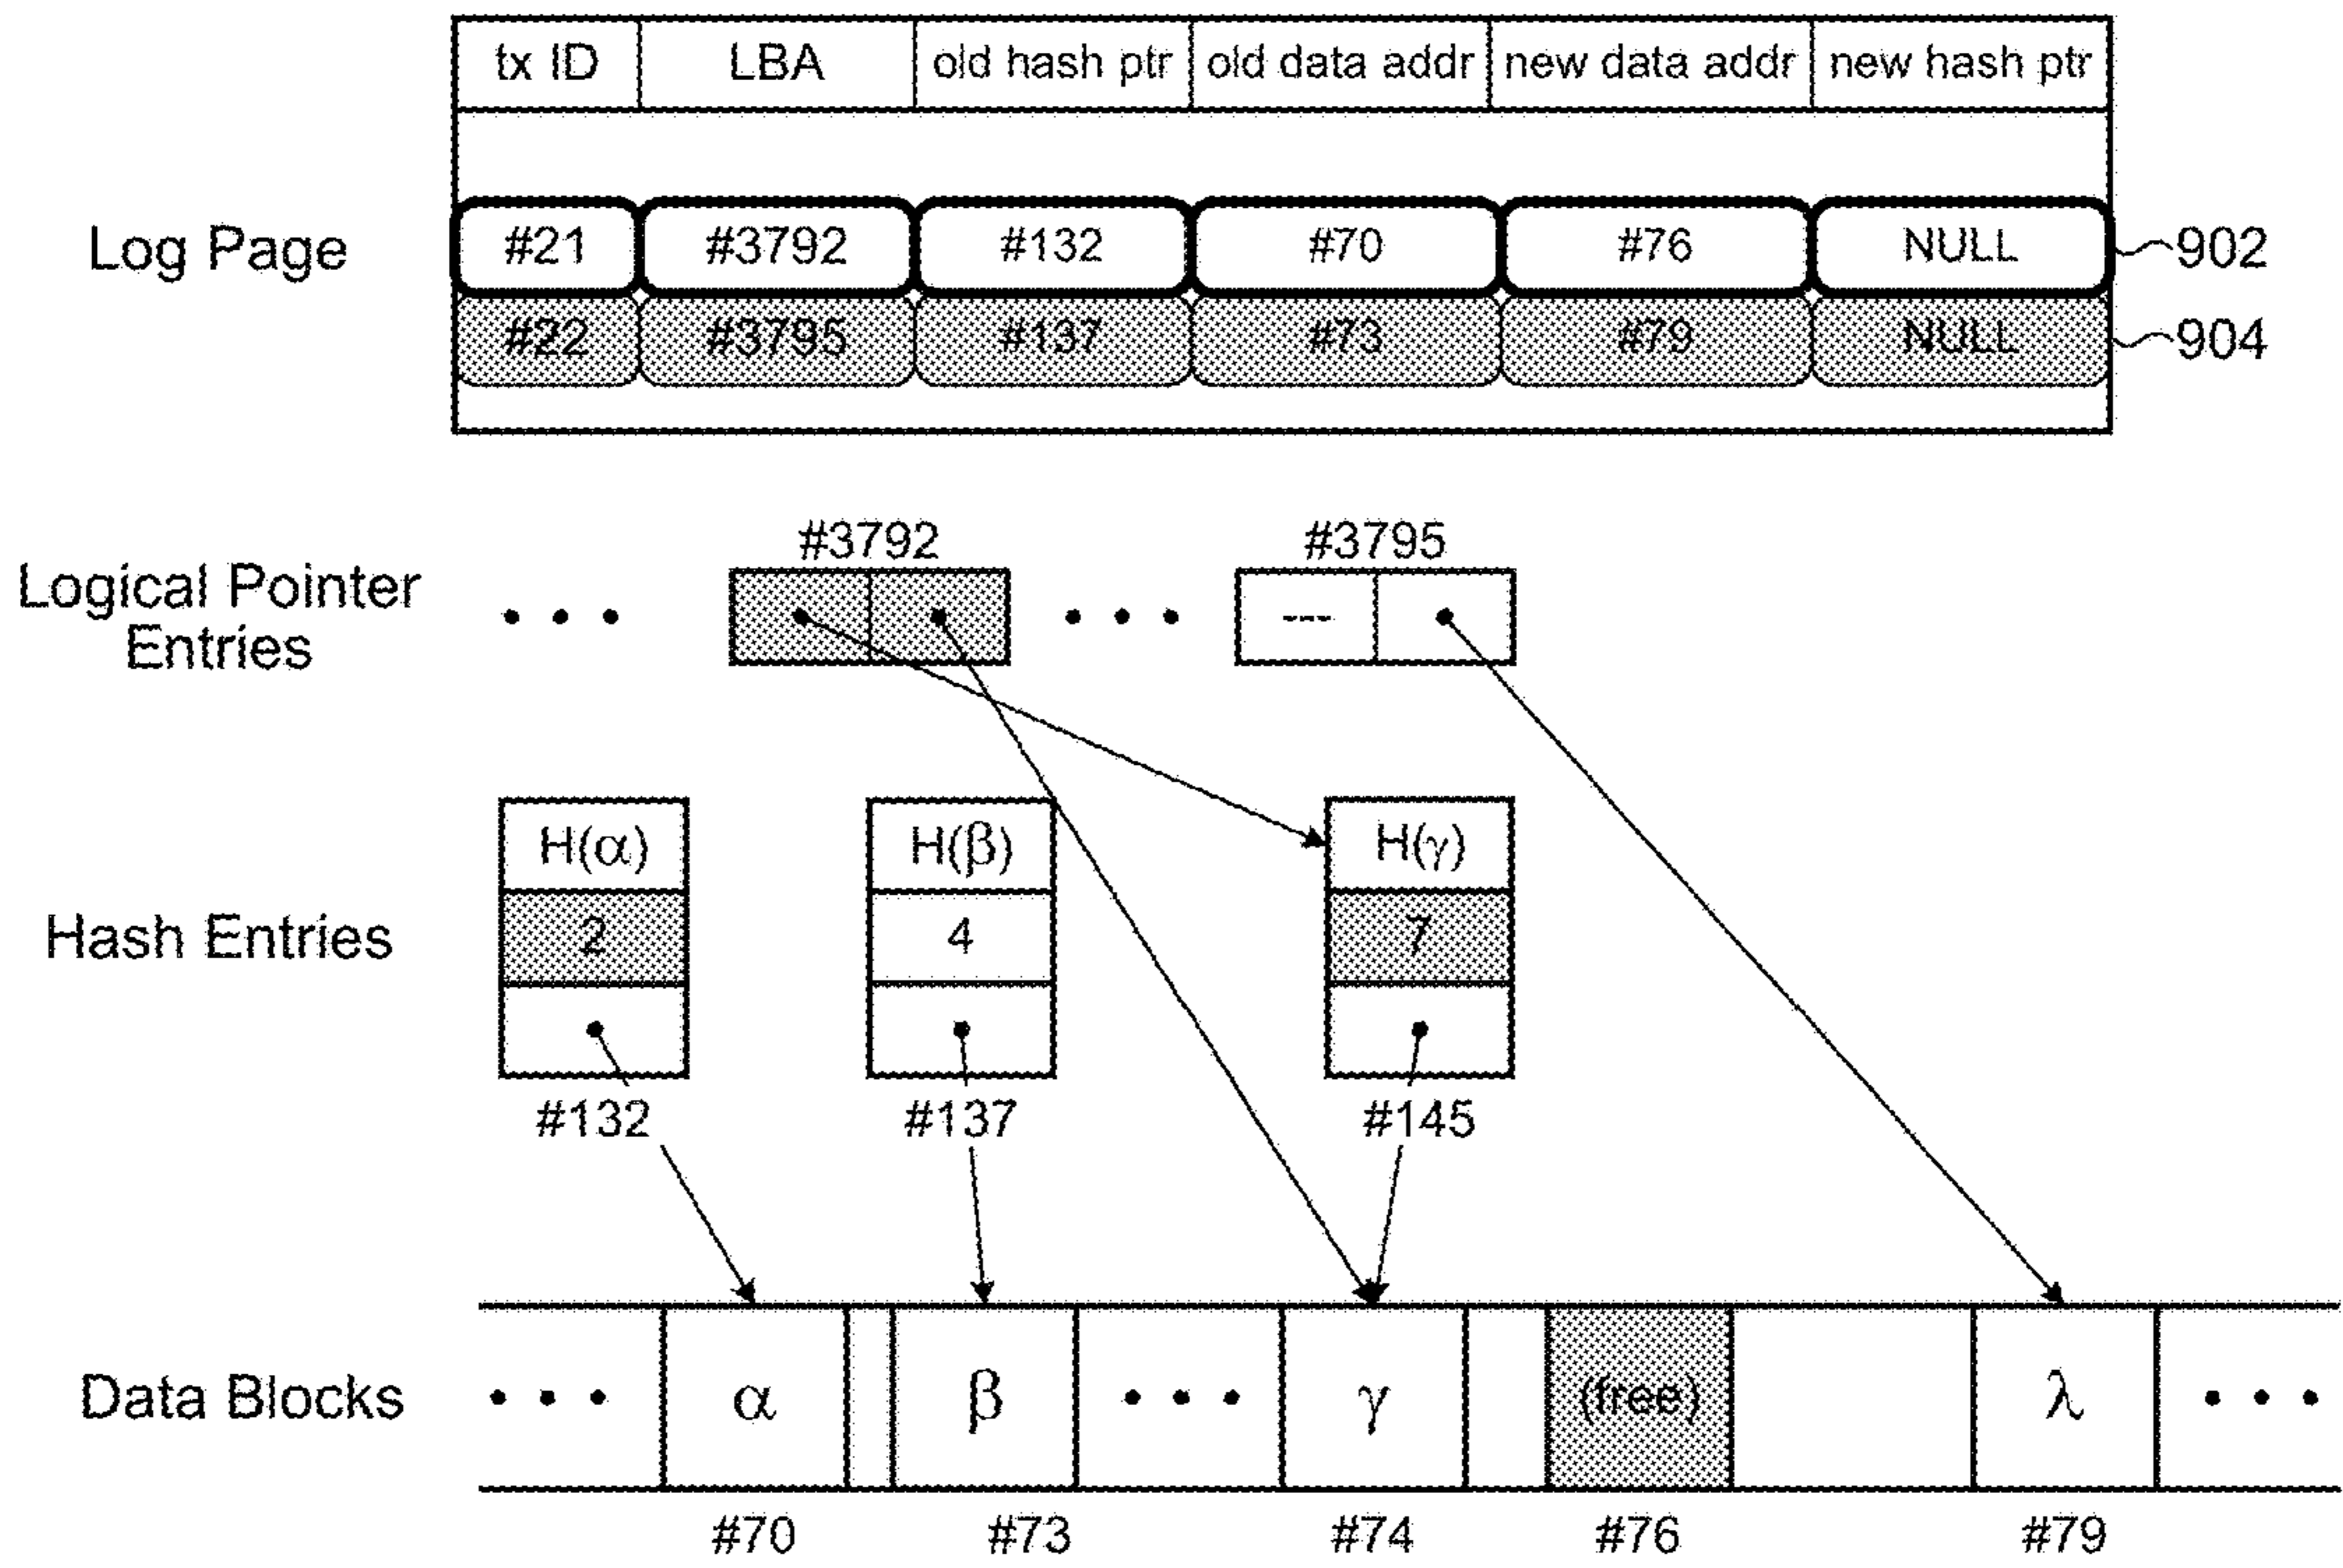 tx ID LBA old hash ptr old data addr new data addr new hash ptr
Log Page
#21 #3792 #132 #70 #76 NULL 902
#22 #3795 #137 #73 #79 NULL 904
#3792 #3795
Logical Pointer
Entries
• • • • • • ---
H(α) H(β) H(γ)
Hash Entries
2 4 7
#132 #137 #145
Data Blocks
• • • α β • • • γ (free) λ • • •
#70 #73 #74 #76 #79